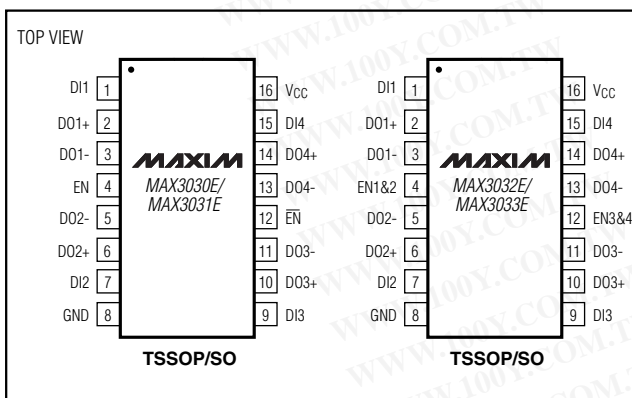 TOP VIEW
DI1 1 16 VCC
DO1+ 2 15 DI4
DO1- 3 14 DO4+
EN 4 13 DO4-
DO2- 5 12 EN
DO2+ 6 11 DO3-
DI2 7 10 DO3+
GND 8 9 DI3
MAXIM
MAX3030E/
MAX3031E
TSSOP/SO
DI1 1 16 VCC
DO1+ 2 15 DI4
DO1- 3 14 DO4+
EN1&2 4 13 DO4-
DO2- 5 12 EN3&4
DO2+ 6 11 DO3-
DI2 7 10 DO3+
GND 8 9 DI3
MAXIM
MAX3032E/
MAX3033E
TSSOP/SO
WWW.100Y.COM.TW